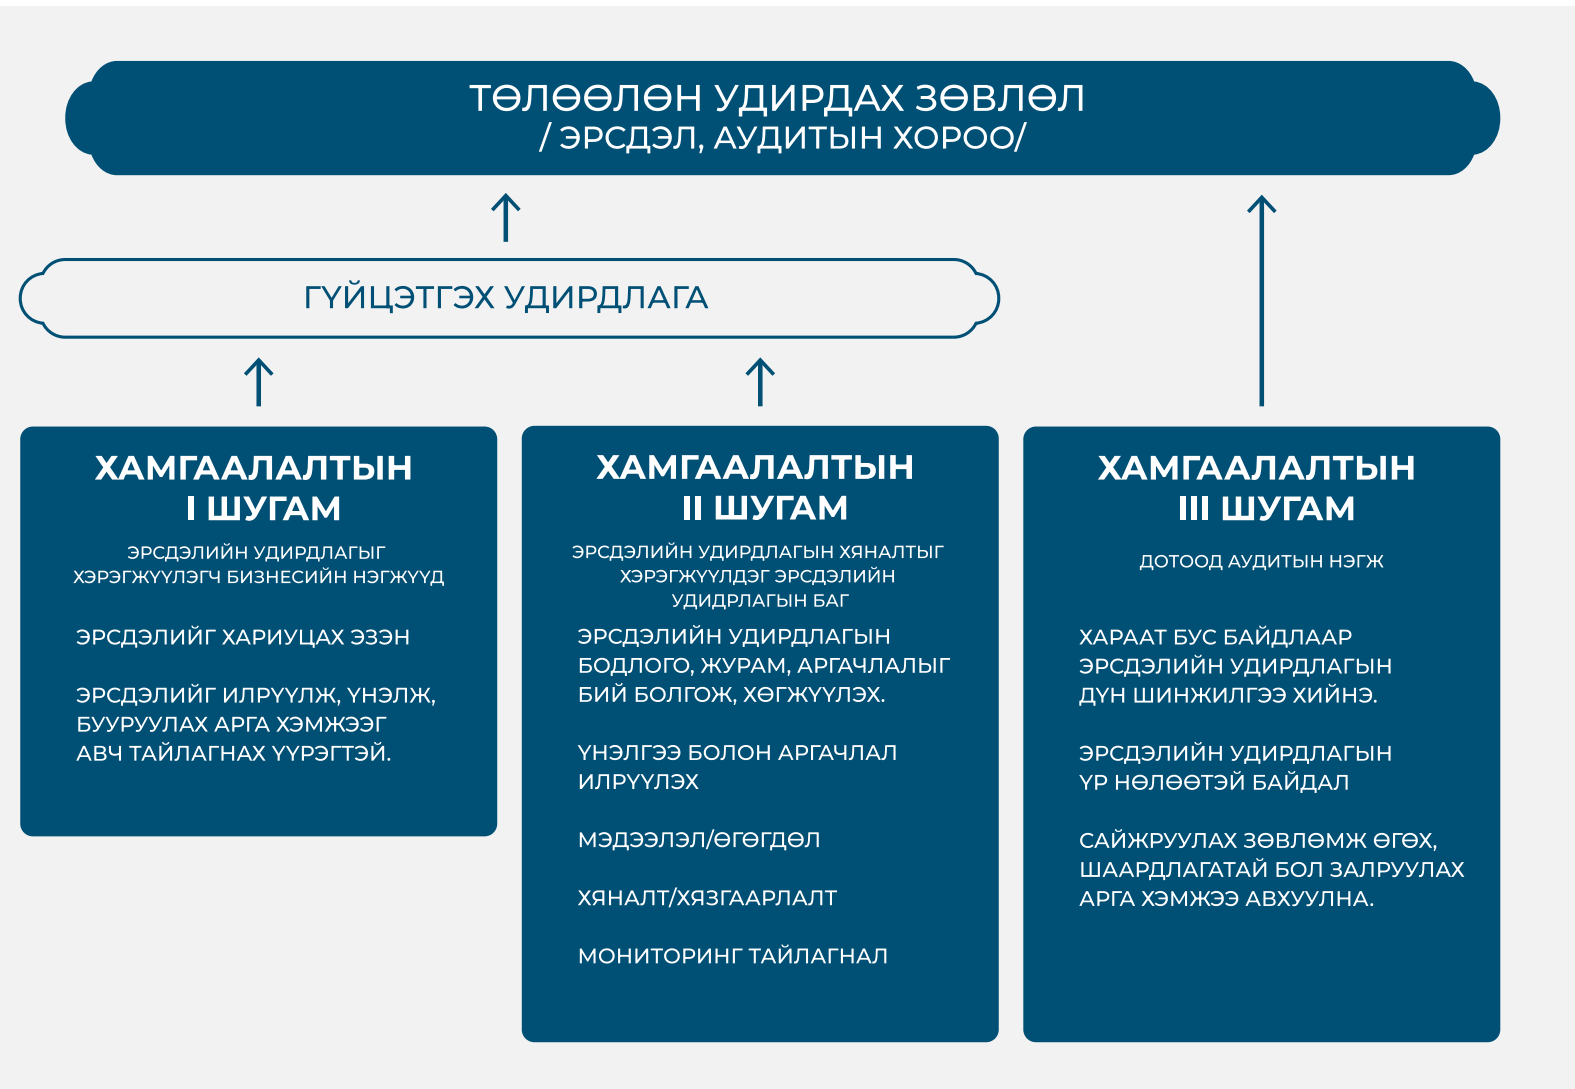 ТӨЛӨӨЛӨН УДИРДАХ ЗӨВЛӨЛ
/ ЭРСДЭЛ, АУДИТЫН ХОРОО/
ГҮЙЦЭТГЭХ УДИРДЛАГА
ХАМГААЛАЛТЫН
I ШУГАМ
ЭРСДЭЛИЙН УДИРДЛАГЫГ
ХЭРЭГЖҮҮЛЭГЧ БИЗНЕСИЙН НЭГЖҮҮД
ЭРСДЭЛИЙГ ХАРИУЦАХ ЭЗЭН
ЭРСДЭЛИЙГ ИЛРҮҮЛЖ, ҮНЭЛЖ,
БУУРУУЛАХ АРГА ХЭМЖЭЭГ
АВЧ ТАЙЛАГНАХ ҮҮРЭГТЭЙ.
ХАМГААЛАЛТЫН
II ШУГАМ
ЭРСДЭЛИЙН УДИРДЛАГЫН ХЯНАЛТЫГ
ХЭРЭГЖҮҮЛДЭГ ЭРСДЭЛИЙН
УДИДРЛАГЫН БАГ
ЭРСДЭЛИЙН УДИРДЛАГЫН
БОДЛОГО, ЖУРАМ, АРГАЧЛАЛЫГ
БИЙ БОЛГОЖ, ХӨГЖҮҮЛЭХ.
ҮНЭЛГЭЭ БОЛОН АРГАЧЛАЛ
ИЛРҮҮЛЭХ
МЭДЭЭЛЭЛ/ӨГӨГДӨЛ
ХЯНАЛТ/ХЯЗГААРЛАЛТ
МОНИТОРИНГ ТАЙЛАГНАЛ
ХАМГААЛАЛТЫН
III ШУГАМ
ДОТООД АУДИТЫН НЭГЖ
ХАРААТ БУС БАЙДЛААР
ЭРСДЭЛИЙН УДИРДЛАГЫН
ДҮН ШИНЖИЛГЭЭ ХИЙНЭ.
ЭРСДЭЛИЙН УДИРДЛАГЫН
ҮР НӨЛӨӨТЭЙ БАЙДАЛ
САЙЖРУУЛАХ ЗӨВЛӨМЖ ӨГӨХ,
ШААРДЛАГАТАЙ БОЛ ЗАЛРУУЛАХ
АРГА ХЭМЖЭЭ АВХУУЛНА.